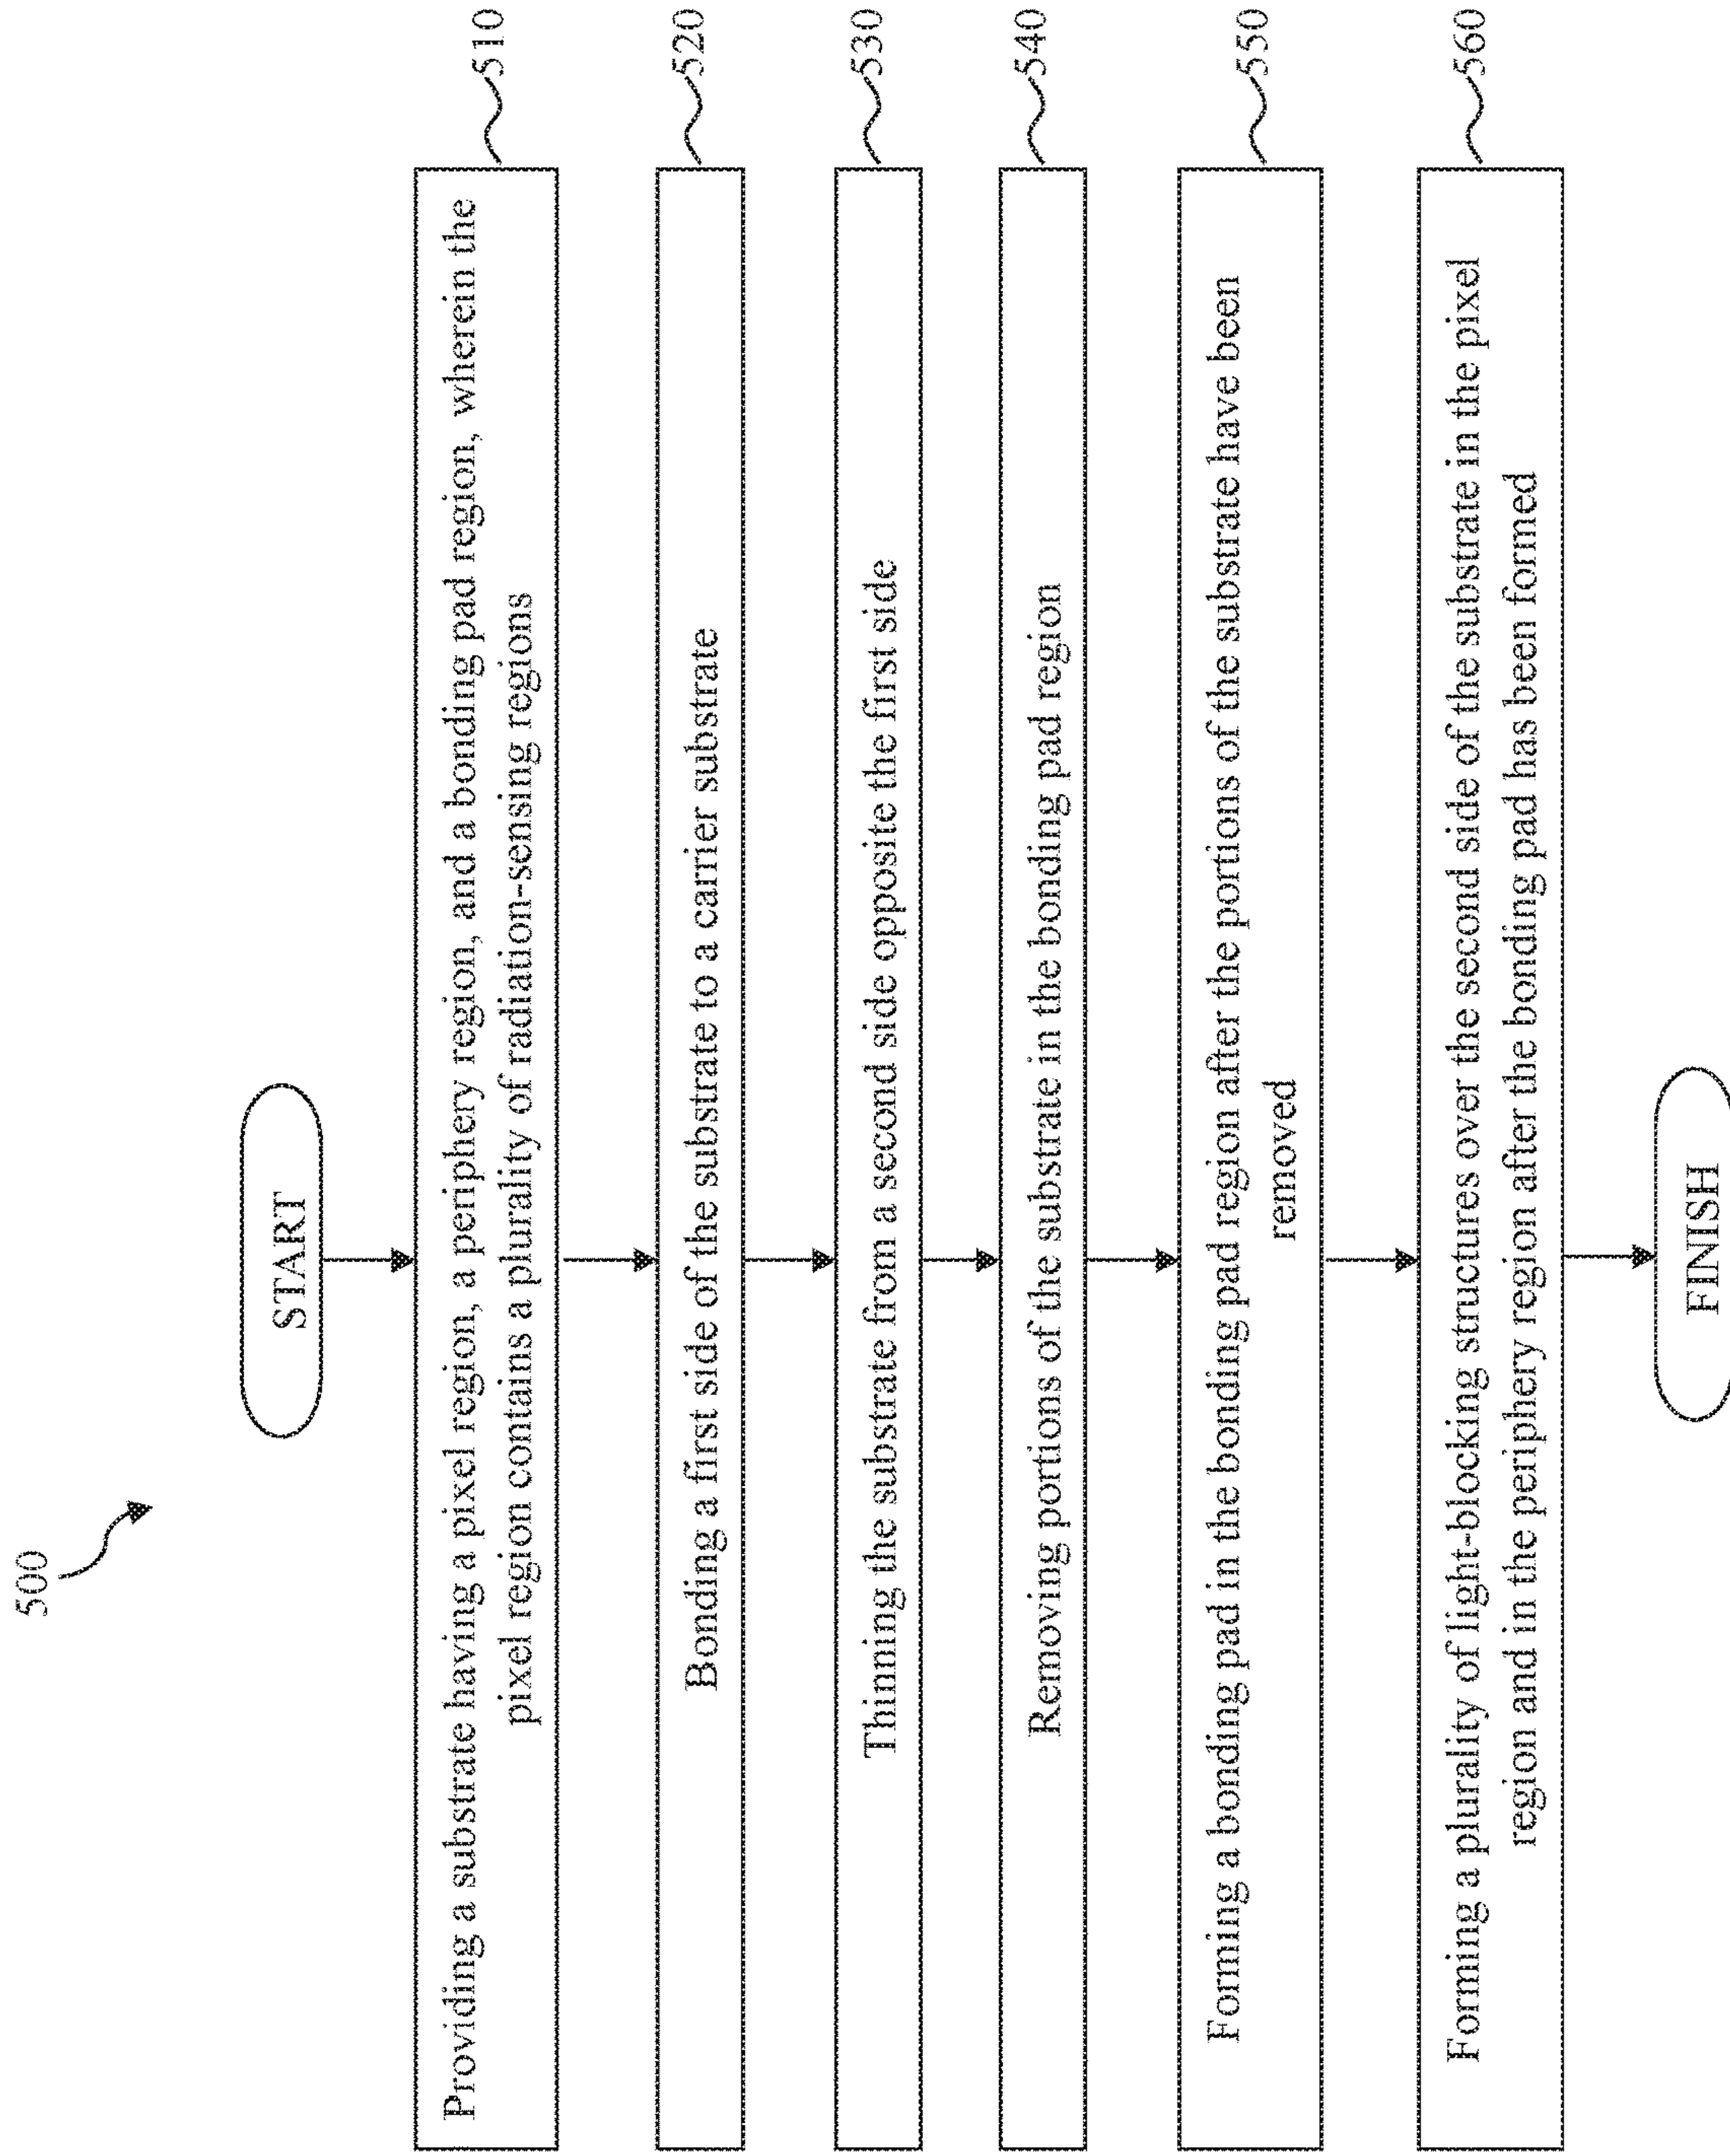 500
START
Providing a substrate having a pixel region, a periphery region, and a bonding pad region, wherein the
pixel region contains a plurality of radiation-sensing regions
510
Bonding a first side of the substrate to a carrier substrate
520
Thinning the substrate from a second side opposite the first side
530
Removing portions of the substrate in the bonding pad region
540
Forming a bonding pad in the bonding pad region after the portions of the substrate have been
removed
550
Forming a plurality of light-blocking structures over the second side of the substrate in the pixel
region and in the periphery region after the bonding pad has been formed
560
FINISH